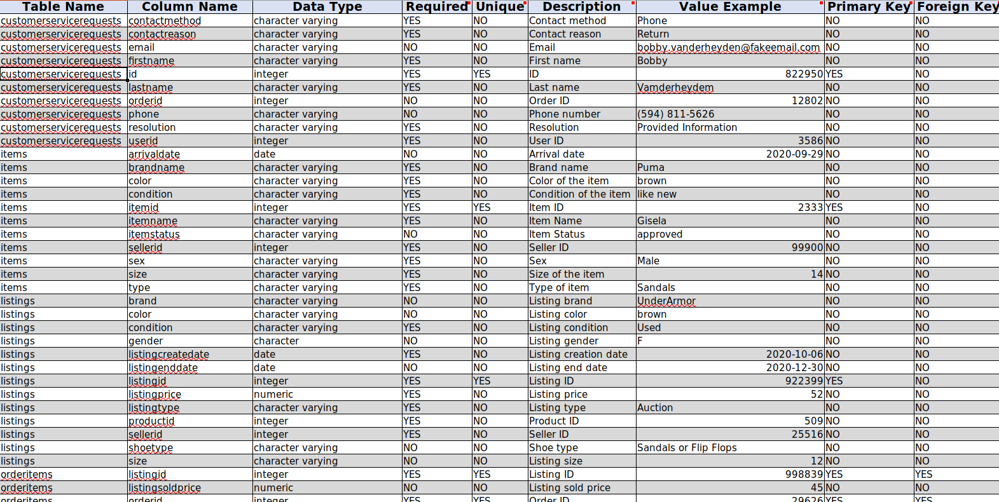 Table Name Column Name Data Type Required Unique Description Value Example Primary Key Foreign Key
customerservicerequests contactmethod character varying YES NO Contact method Phone NO NO
customerservicerequests contactreason character varying YES NO Contact reason Return NO NO
customerservicerequests email character varying NO NO Email bobby.vanderheyden@fakeemail.com NO NO
customerservicerequests firstname character varying YES NO First name Bobby NO NO
customerservicerequests id integer YES YES ID 822950 YES NO
customerservicerequests lastname character varying YES NO Last name Vamderheydem NO NO
customerservicerequests orderid integer NO NO Order ID 12802 NO NO
customerservicerequests phone character varying NO NO Phone number (594) 811-5626 NO NO
customerservicerequests resolution character varying YES NO Resolution Provided Information NO NO
customerservicerequests userid integer YES NO User ID 3586 NO NO
items arrivaldate date NO NO Arrival date 2020-09-29 NO NO
items brandname character varying YES NO Brand name Puma NO NO
items color character varying YES NO Color of the item brown NO NO
items condition character varying YES NO Condition of the item like new NO NO
items itemid integer YES YES Item ID 2333 YES NO
items itemname character varying YES NO Item Name Gisela NO NO
items itemstatus character varying NO NO Item Status approved NO NO
items sellerid integer YES NO Seller ID 99900 NO NO
items sex character varying YES NO Sex Male NO NO
items size character varying YES NO Size of the item 14 NO NO
items type character varying YES NO Type of item Sandals NO NO
listings brand character varying NO NO Listing brand UnderArmor NO NO
listings color character varying NO NO Listing color brown NO NO
listings condition character varying YES NO Listing condition Used NO NO
listings gender character NO NO Listing gender F NO NO
listings listingcreatedate date YES NO Listing creation date 2020-10-06 NO NO
listings listingenddate date NO NO Listing end date 2020-12-30 NO NO
listings listingid integer YES YES Listing ID 922399 YES NO
listings listingprice numeric YES NO Listing price 52 NO NO
listings listingtype character varying YES NO Listing type Auction NO NO
listings productid integer YES NO Product ID 509 NO NO
listings sellerid integer YES NO Seller ID 25516 NO NO
listings shoetype character varying NO NO Shoe type Sandals or Flip Flops NO NO
listings size character varying NO NO Listing size 12 NO NO
orderitems listingid integer YES YES Listing ID 998839 YES YES
orderitems listingsoldprice numeric NO NO Listing sold price 45 NO NO
orderitems orderid integer YES YES Order ID 29626 YES YES